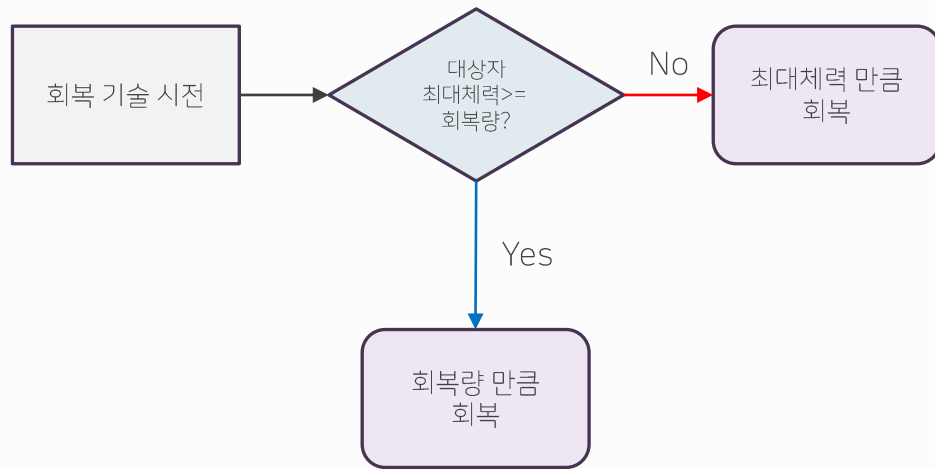 회복 기술 시전
대상자
최대체력>=
회복량?
No
최대체력 만큼
회복
Yes
회복량 만큼
회복